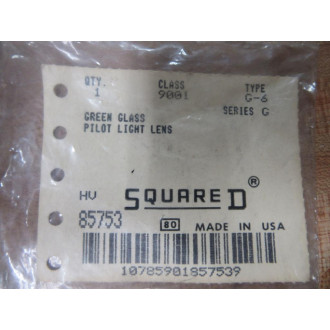 QTY. CLASS TYPE
1 9001 G-6
SERIES G
GREEN GLASS
PILOT LIGHT LENS
HV SQUARE D ®
85753 80 MADE IN USA
10785901857539